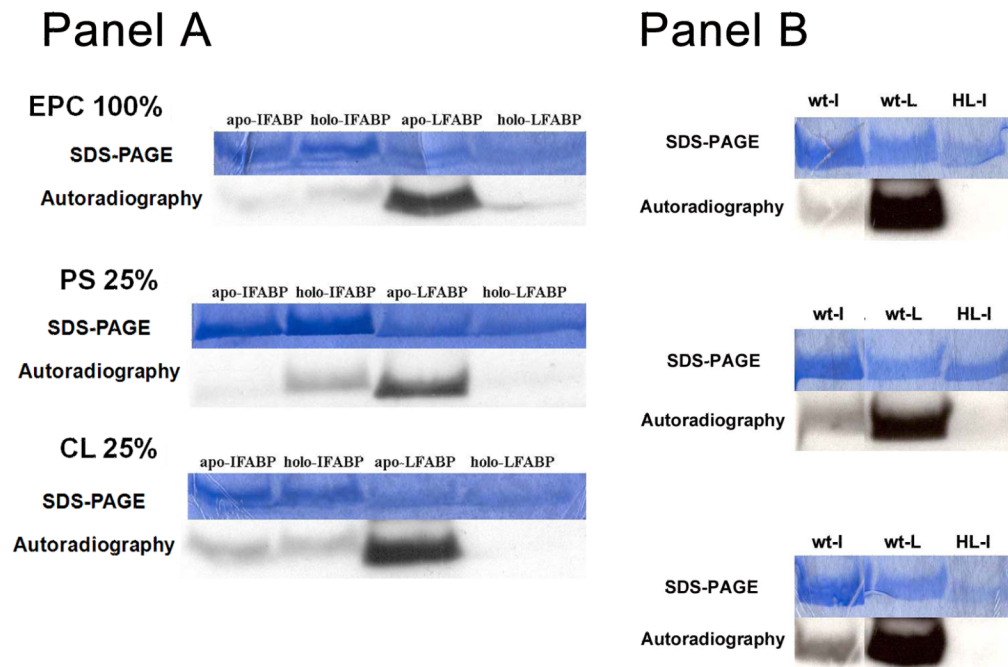 Panel A
EPC 100%
apo-IFABP holo-IFABP apo-LFABP holo-LFABP
SDS-PAGE
Autoradiography
PS 25%
apo-IFABP holo-IFABP apo-LFABP holo-LFABP
SDS-PAGE
Autoradiography
CL 25%
apo-IFABP holo-IFABP apo-LFABP holo-LFABP
SDS-PAGE
Autoradiography
Panel B
wt-I wt-L HL-I
SDS-PAGE
Autoradiography
wt-I wt-L HL-I
SDS-PAGE
Autoradiography
wt-I wt-L HL-I
SDS-PAGE
Autoradiography